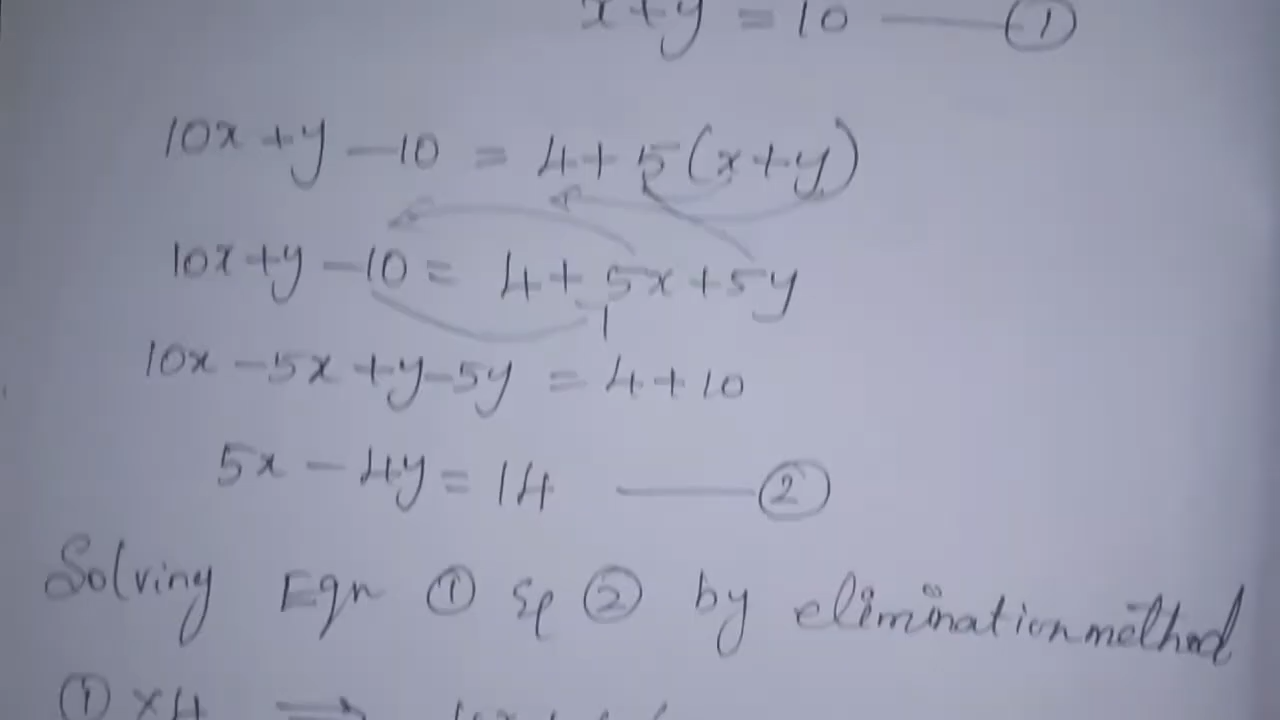 x+y = 10 —— ①
10x + y - 10 = 4 + 5(x+y)
10x + y - 10 = 4 + 5x + 5y
10x - 5x + y - 5y = 4 + 10
5x - 4y = 14 —— ②
Solving Eqn ① & ② by elimination method
① × 4 ⇒